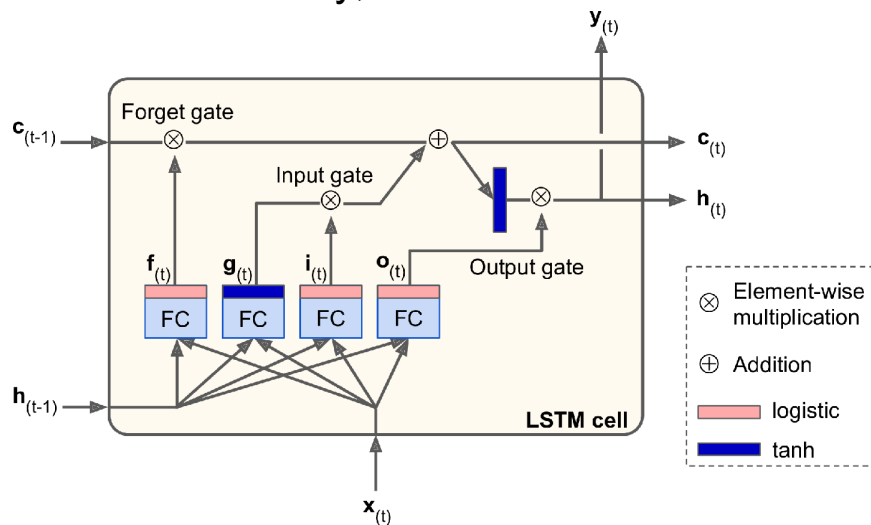 y(t)
Forget gate
c(t-1)
c(t)
Input gate
h(t)
f(t)
g(t)
i(t)
o(t)
Output gate
FC
FC
FC
FC
Element-wise
multiplication
Addition
h(t-1)
LSTM cell
logistic
tanh
x(t)